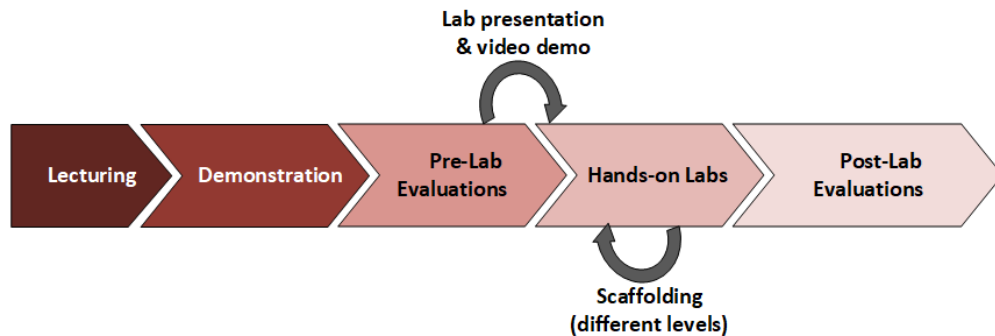 Lab presentation
& video demo
Lecturing
Demonstration
Pre-Lab
Evaluations
Hands-on Labs
Post-Lab
Evaluations
Scaffolding
(different levels)